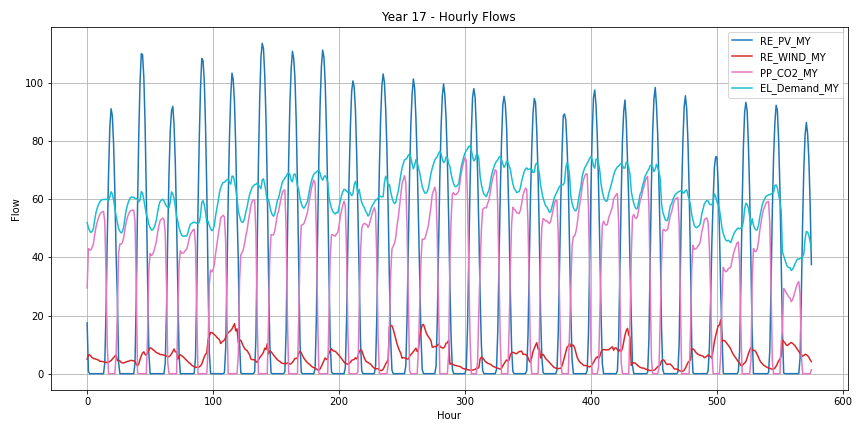 Year 17 - Hourly Flows
RE_PV_MY
RE_WIND_MY
PP_CO2_MY
EL_Demand_MY
Flow
100
80
60
40
20
0
0
100
200
300
400
500
600
Hour